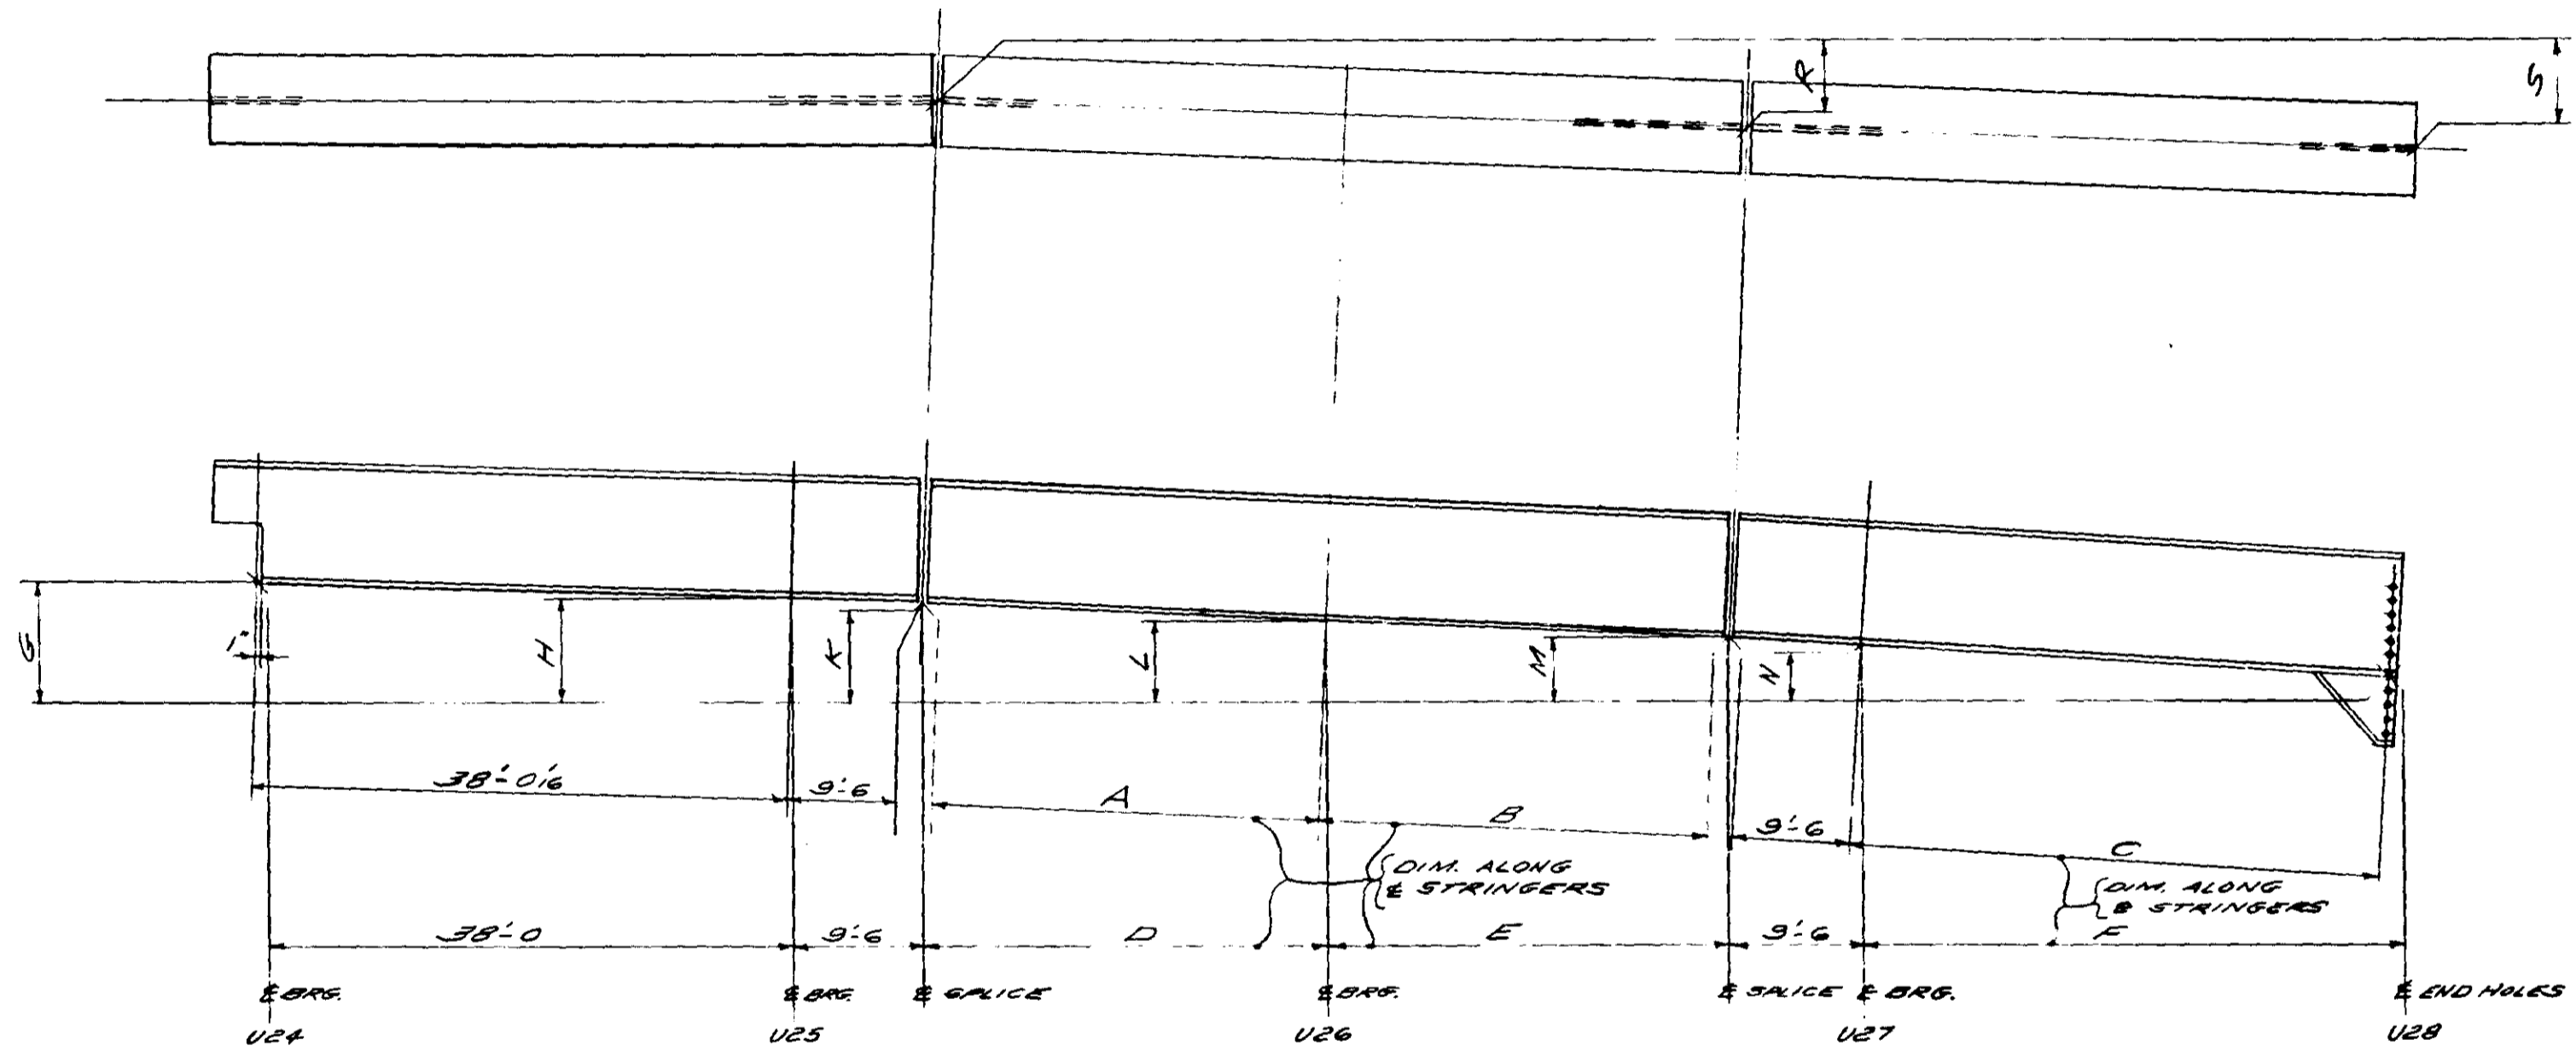 R
S
G
1"
H
K
L
M
N
38'-0 1/16
9'-6
A
B
9'-6
C
DIM. ALONG
℄ STRINGERS
DIM. ALONG
℄ STRINGERS
38'-0
9'-6
D
E
9'-6
F
℄ BRG.
℄ BRG.
℄ SPLICE
℄ BRG.
℄ SPLICE
℄ BRG.
℄ END HOLES
U24
U25
U26
U27
U28